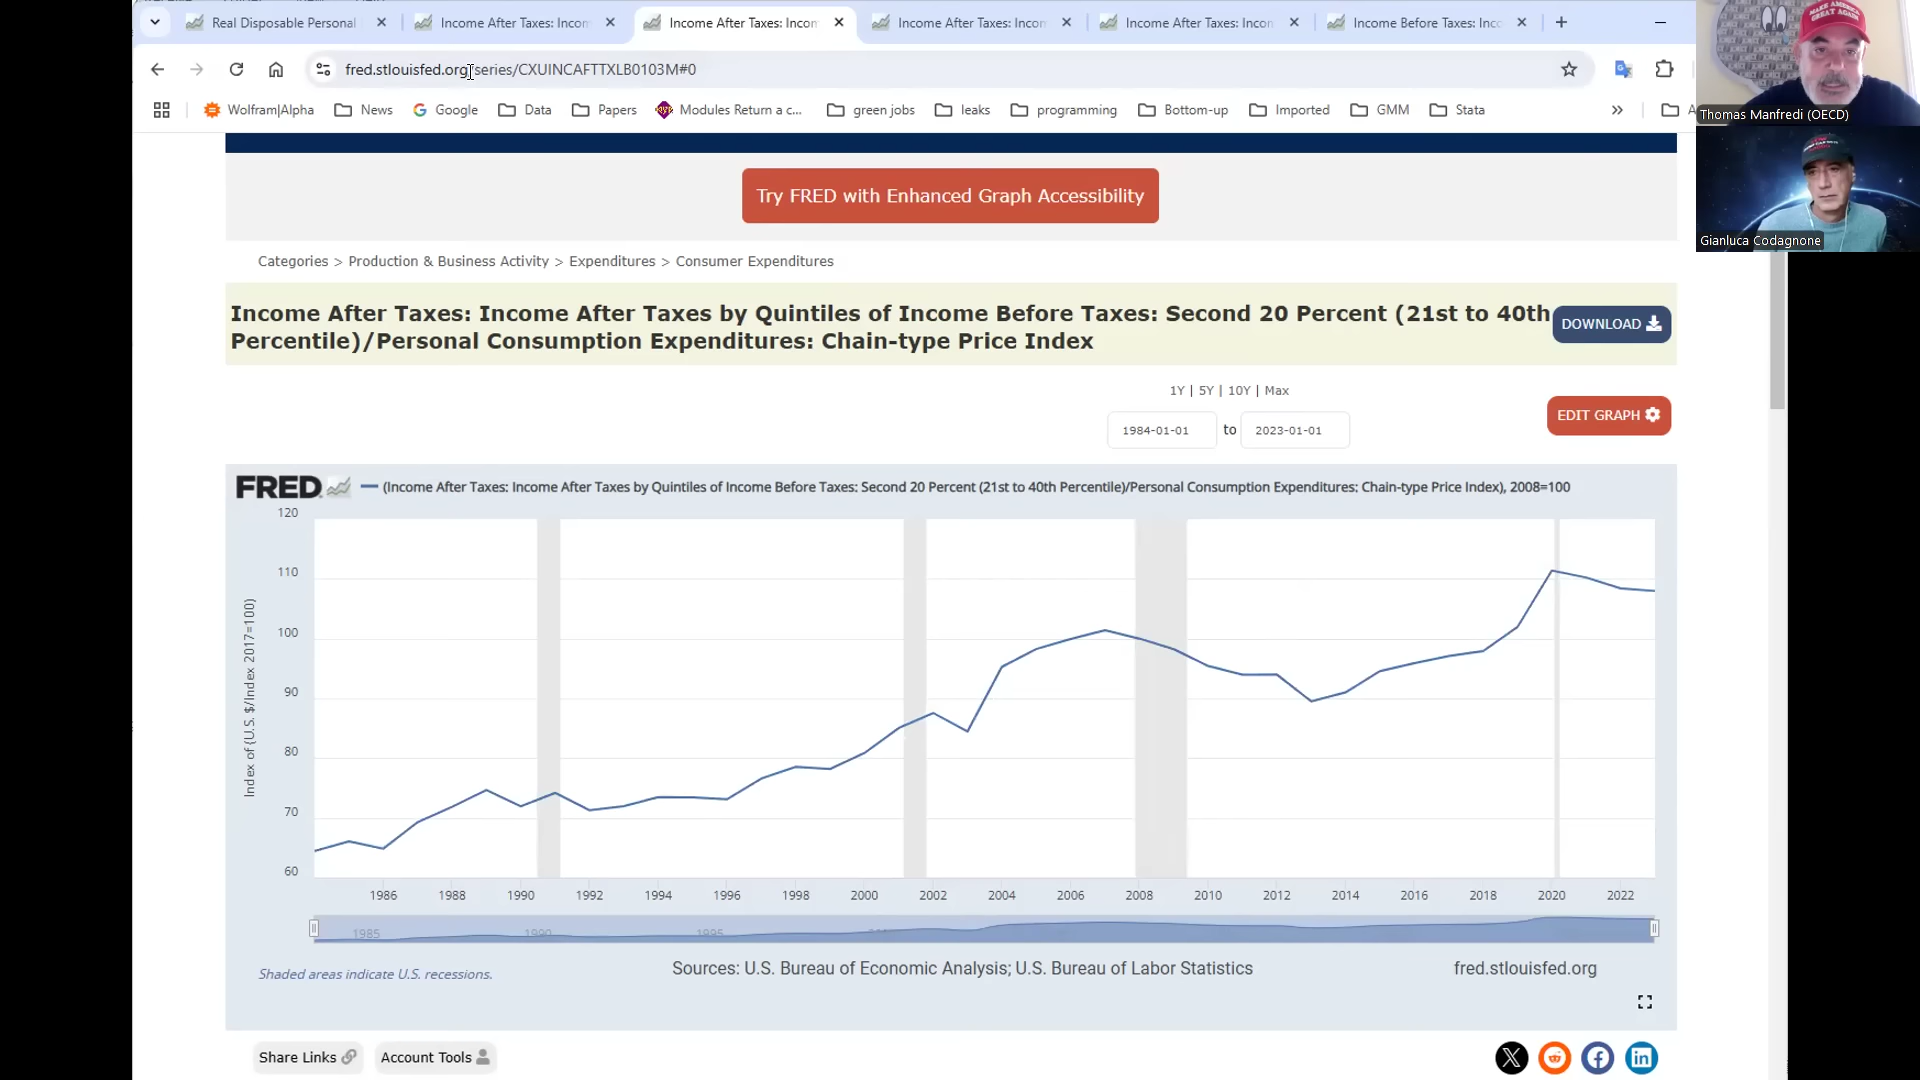 Real Disposable Personal
Income After Taxes: Incom
Income After Taxes: Incom
Income After Taxes: Incom
Income After Taxes: Incon
Income Before Taxes: Inc
fred.stlouisfed.org/series/CXUINCAFTTXLB0103M#0
Wolfram|Alpha
News
Google
Data
Papers
Modules Return a c...
green jobs
leaks
programming
Bottom-up
Imported
GMM
Stata
»
MAKE AMERICA
GREAT AGAIN
Thomas Manfredi (OECD)
Gianluca Codagnone
Try FRED with Enhanced Graph Accessibility
Categories > Production & Business Activity > Expenditures > Consumer Expenditures
Income After Taxes: Income After Taxes by Quintiles of Income Before Taxes: Second 20 Percent (21st to 40th
Percentile)/Personal Consumption Expenditures: Chain-type Price Index
DOWNLOAD
1Y | 5Y | 10Y | Max
1984-01-01 to 2023-01-01
EDIT GRAPH
FRED
(Income After Taxes: Income After Taxes by Quintiles of Income Before Taxes: Second 20 Percent (21st to 40th Percentile)/Personal Consumption Expenditures: Chain-type Price Index), 2008=100
Index of (U.S. $/Index 2017=100)
120
110
100
90
80
70
60
1986 1988 1990 1992 1994 1996 1998 2000 2002 2004 2006 2008 2010 2012 2014 2016 2018 2020 2022
1985 1990 1995
Shaded areas indicate U.S. recessions.
Sources: U.S. Bureau of Economic Analysis; U.S. Bureau of Labor Statistics
fred.stlouisfed.org
Share Links
Account Tools